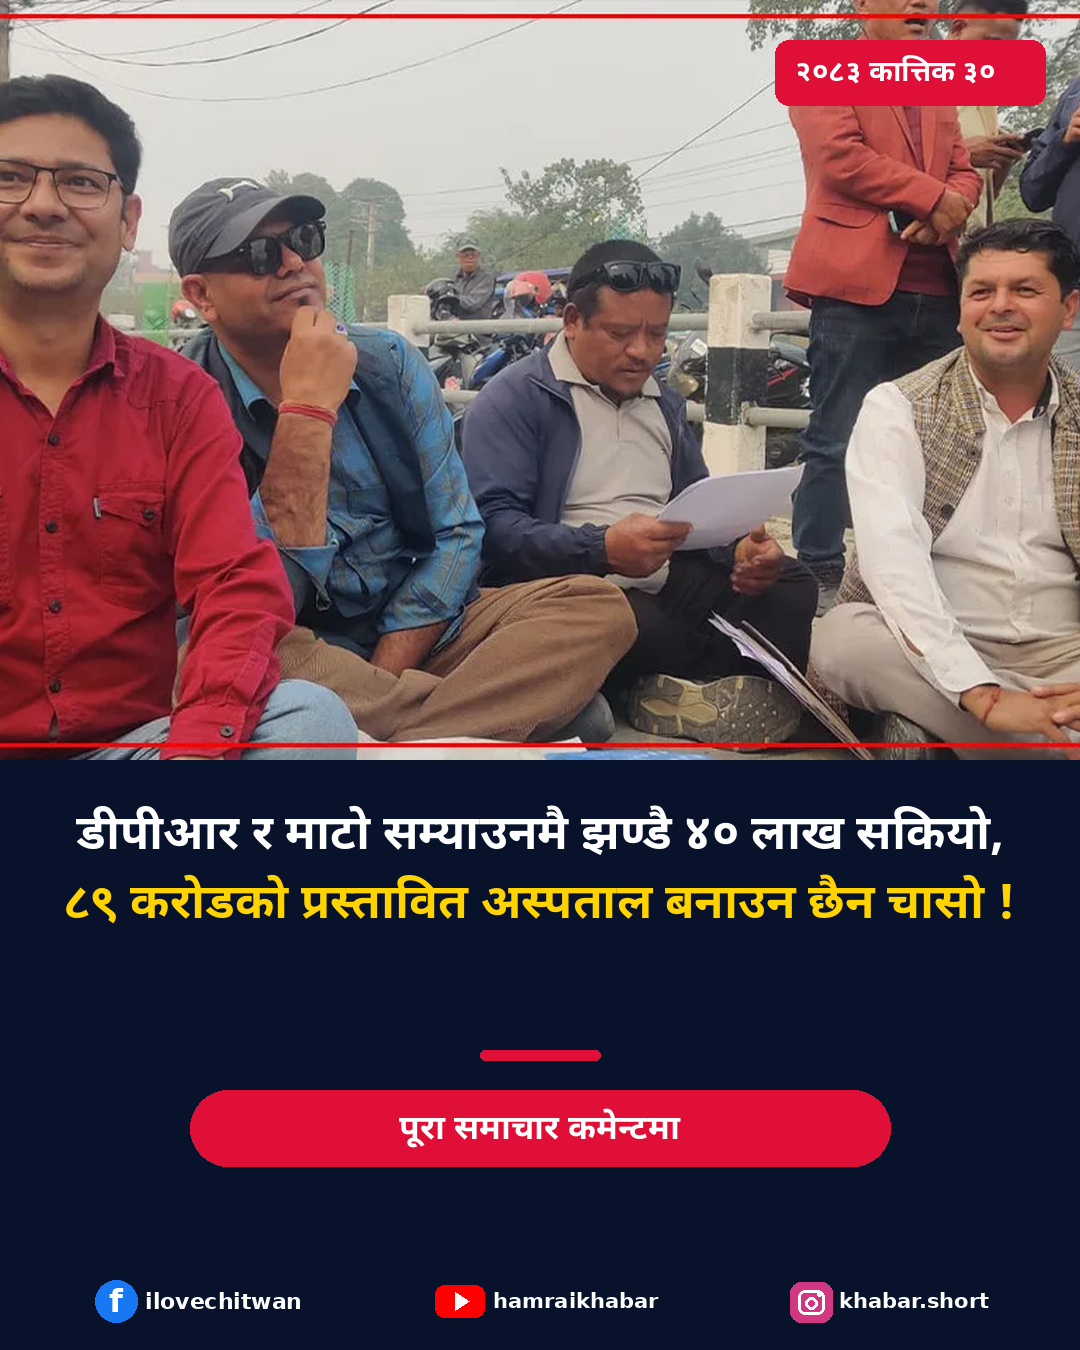 २०८३ कात्तिक ३०
डीपीआर र माटो सम्याउनमै झण्डै ४० लाख सकियो,
८९ करोडको प्रस्तावित अस्पताल बनाउन छैन चासो !
पूरा समाचार कमेन्टमा
ilovechitwan
hamraikhabar
khabar.short